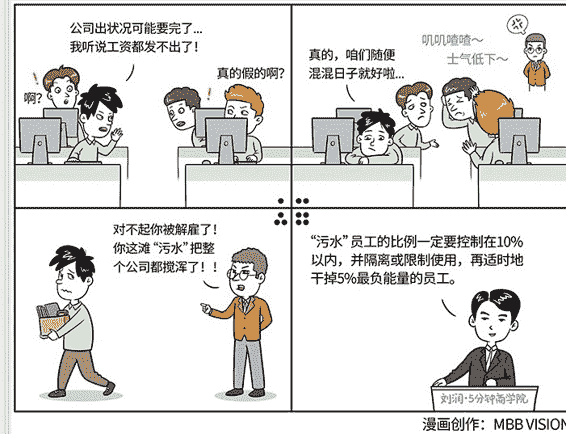 公司出状况可能要完了...
我听说工资都发不出了！
啊？
真的假的啊？
真的，咱们随便
混混日子就好啦...
叽叽喳喳～
士气低下～
对不起你被解雇了！
你这滩“污水”把整
个公司都搅浑了！！
“污水”员工的比例一定要控制在10%
以内，并隔离或限制使用，再适时地
干掉5%最负能量的员工。
刘润·5分钟商学院
漫画创作：MBB VISION